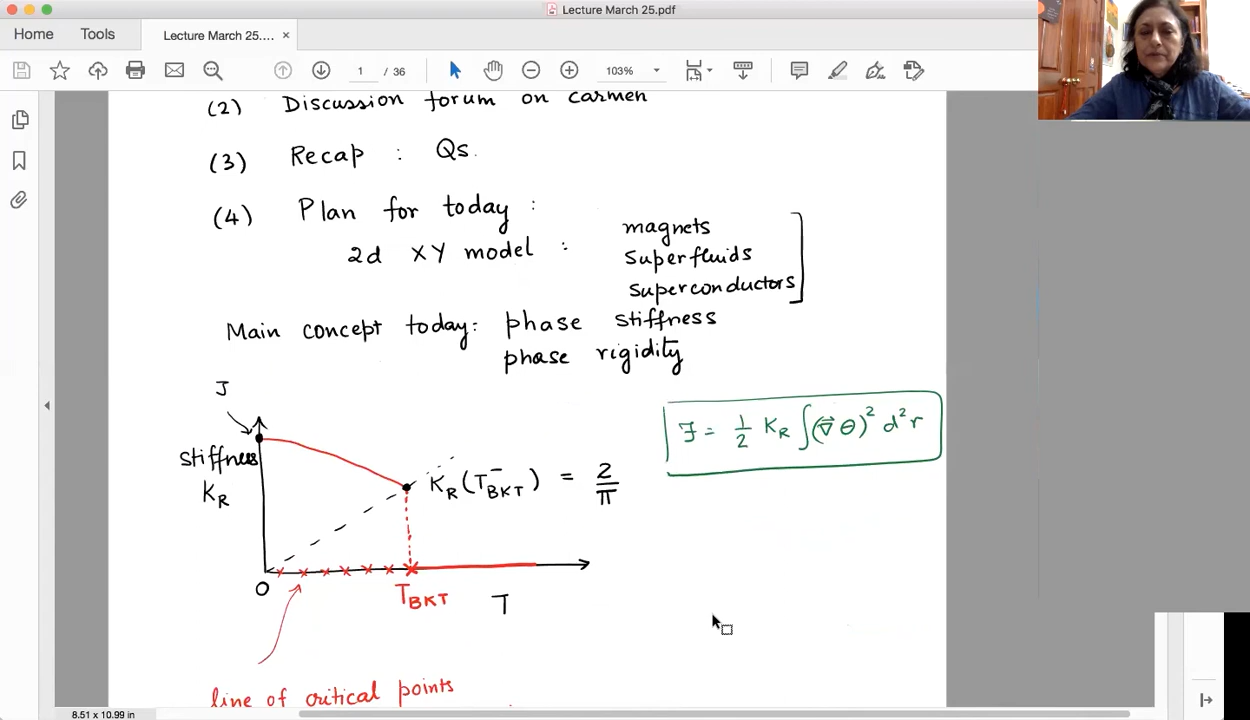 Lecture March 25.pdf
Home Tools Lecture March 25.... ×
1 / 36 103%
(2) Discussion forum on Carmen
(3) Recap : Qs.
(4) Plan for today :
2d XY model : magnets
superfluids
superconductors
Main concept today: phase stiffness
phase rigidity
J
stiffness
K_R
K_R (T_BKT^-) = 2/π
ℱ = 1/2 K_R ∫(∇⃗ θ)² d²r
O
T_BKT
T
line of critical points
8.51 x 10.99 in